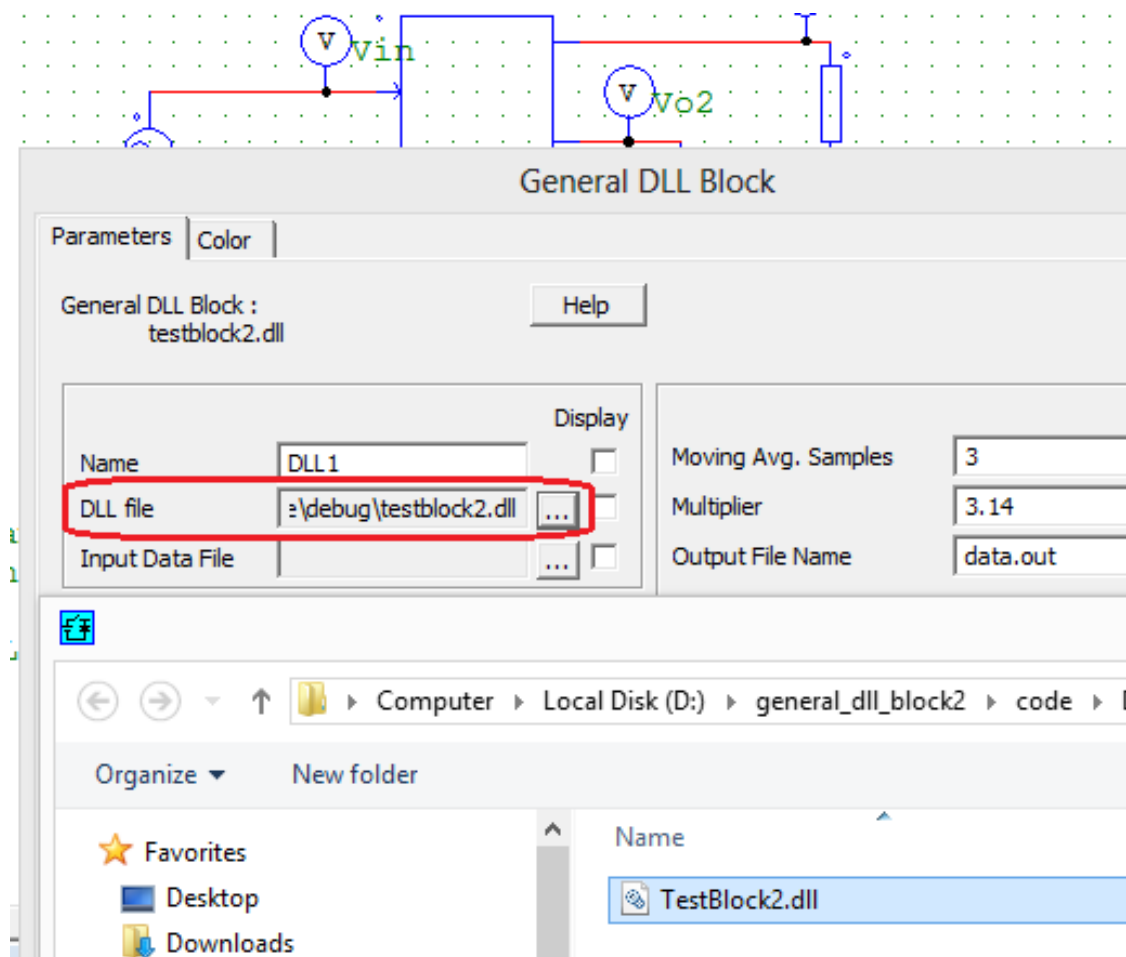 V Vin
V Vo2
General DLL Block
Parameters Color
General DLL Block : Help
testblock2.dll
Display
Name DLL1
DLL file e\debug\testblock2.dll ...
Input Data File ...
Moving Avg. Samples 3
Multiplier 3.14
Output File Name data.out
Computer Local Disk (D:) general_dll_block2 code
Organize New folder
Favorites
Desktop
Downloads
Name
TestBlock2.dll